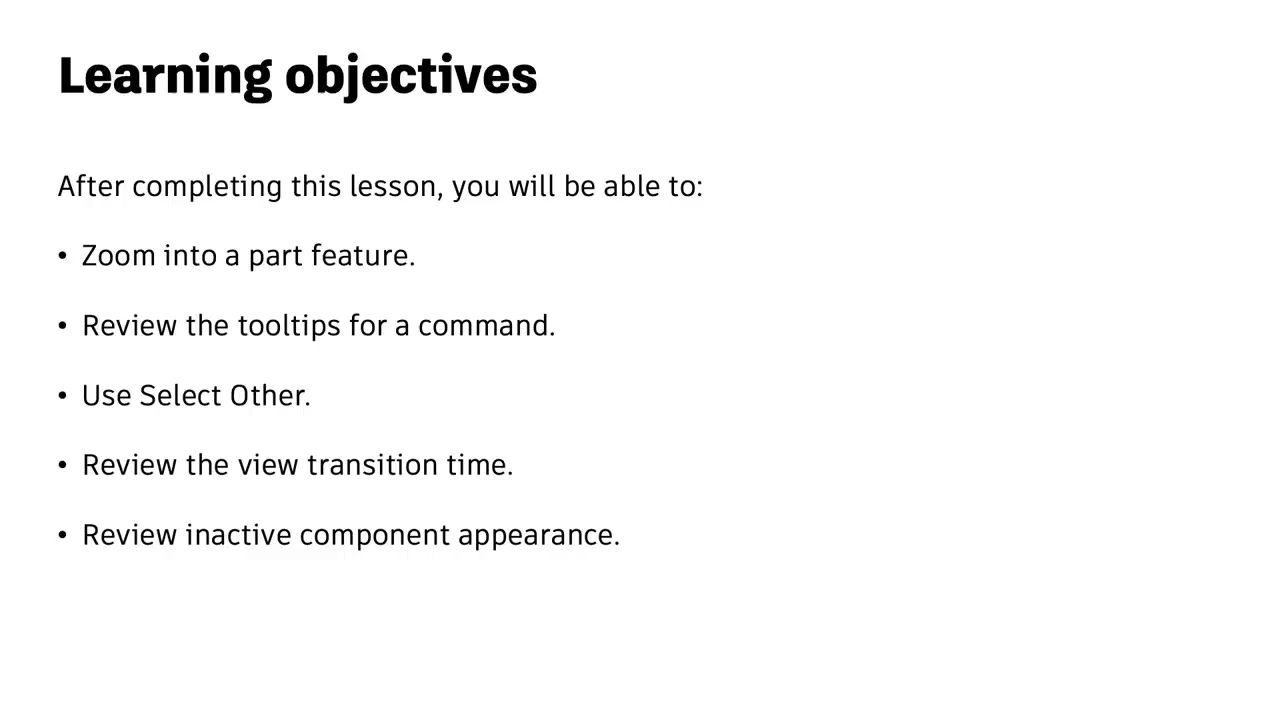 Learning objectives
After completing this lesson, you will be able to:
• Zoom into a part feature.
• Review the tooltips for a command.
• Use Select Other.
• Review the view transition time.
• Review inactive component appearance.